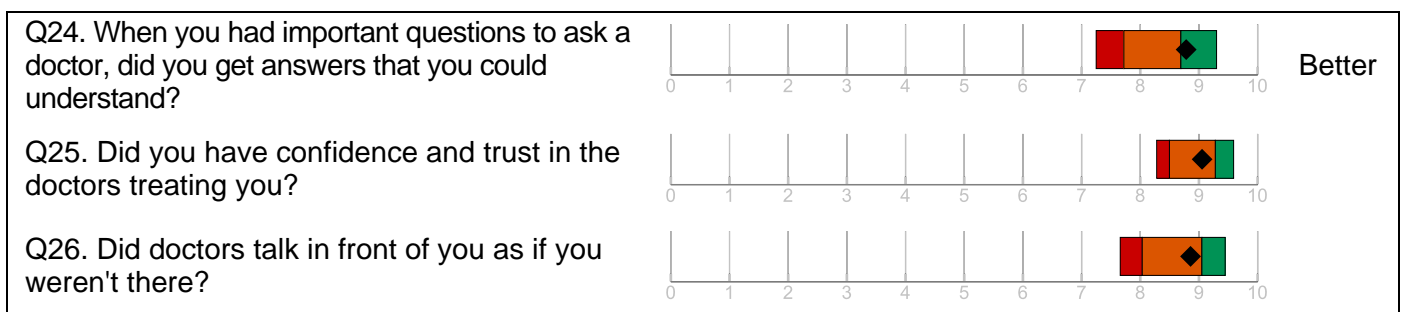 Q24. When you had important questions to ask a
doctor, did you get answers that you could
understand?
Better
0 1 2 3 4 5 6 7 8 9 10
Q25. Did you have confidence and trust in the
doctors treating you?
0 1 2 3 4 5 6 7 8 9 10
Q26. Did doctors talk in front of you as if you
weren't there?
0 1 2 3 4 5 6 7 8 9 10